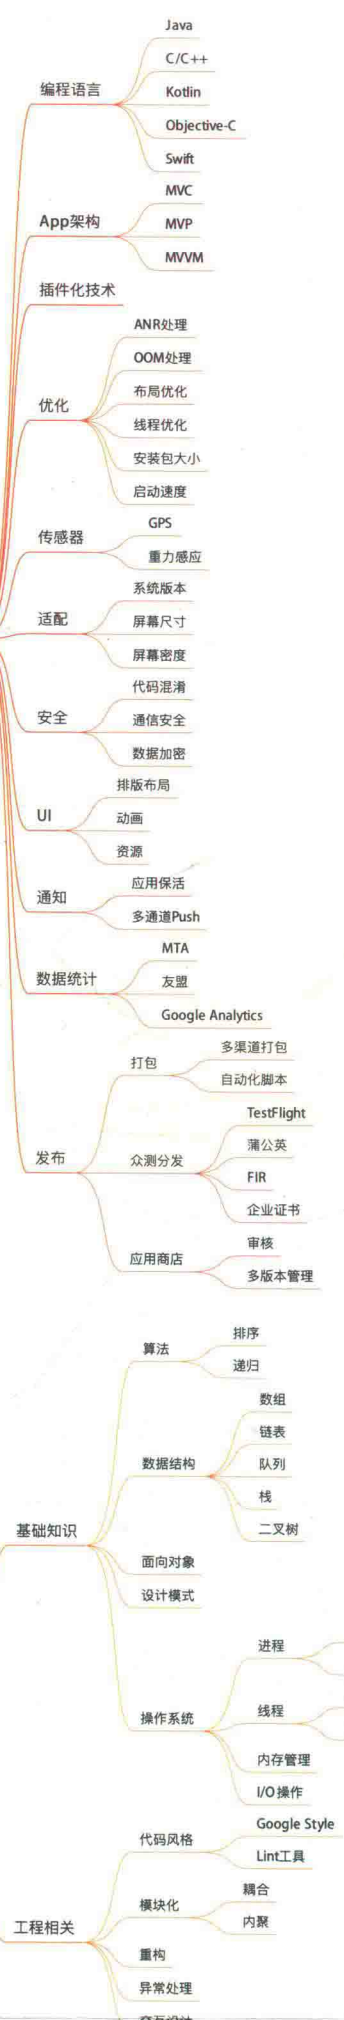 编程语言
Java
C/C++
Kotlin
Objective-C
Swift
App架构
MVC
MVP
MVVM
插件化技术
优化
ANR处理
OOM处理
布局优化
线程优化
安装包大小
启动速度
传感器
GPS
重力感应
适配
系统版本
屏幕尺寸
屏幕密度
安全
代码混淆
通信安全
数据加密
UI
排版布局
动画
资源
通知
应用保活
多通道Push
数据统计
MTA
友盟
Google Analytics
发布
打包
多渠道打包
自动化脚本
众测分发
TestFlight
蒲公英
FIR
企业证书
应用商店
审核
多版本管理
基础知识
算法
排序
递归
数据结构
数组
链表
队列
栈
二叉树
面向对象
设计模式
操作系统
进程
线程
内存管理
I/O操作
工程相关
代码风格
Google Style
Lint工具
模块化
耦合
内聚
重构
异常处理